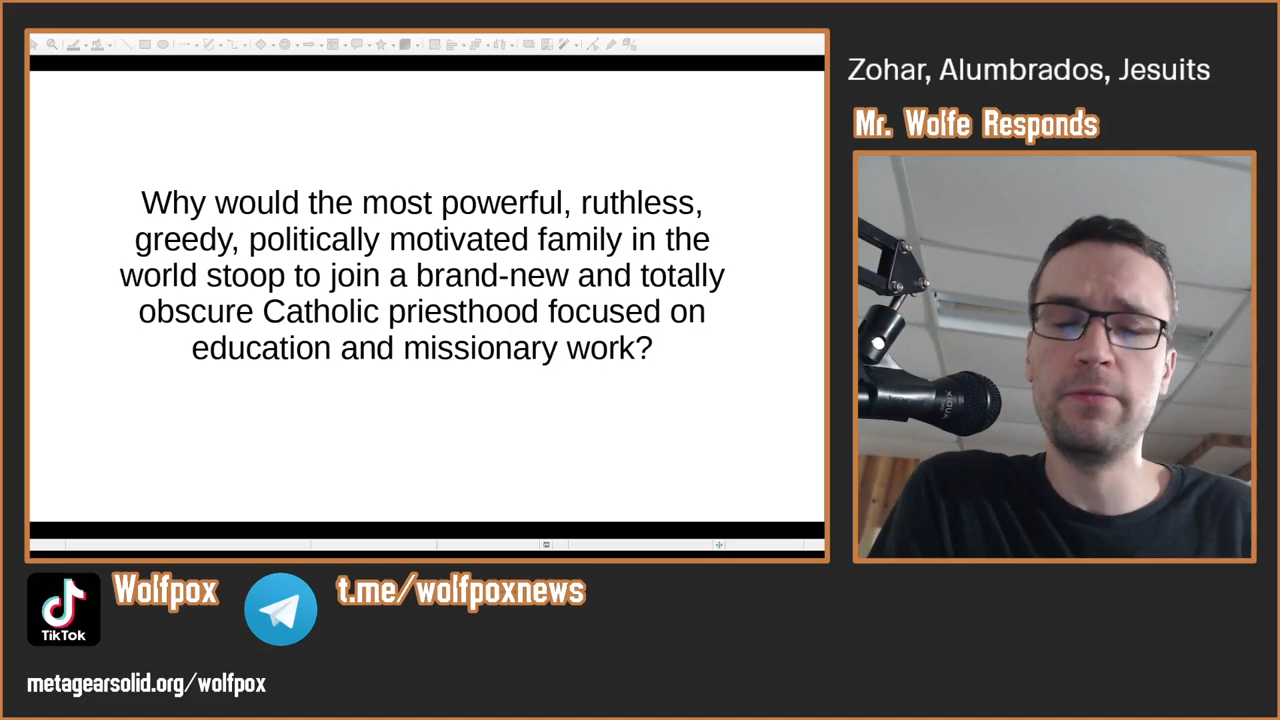 Zohar, Alumbrados, Jesuits
Mr. Wolfe Responds
Why would the most powerful, ruthless,
greedy, politically motivated family in the
world stoop to join a brand-new and totally
obscure Catholic priesthood focused on
education and missionary work?
TikTok
Wolfpox
t.me/wolfpoxnews
metagearsolid.org/wolfpox